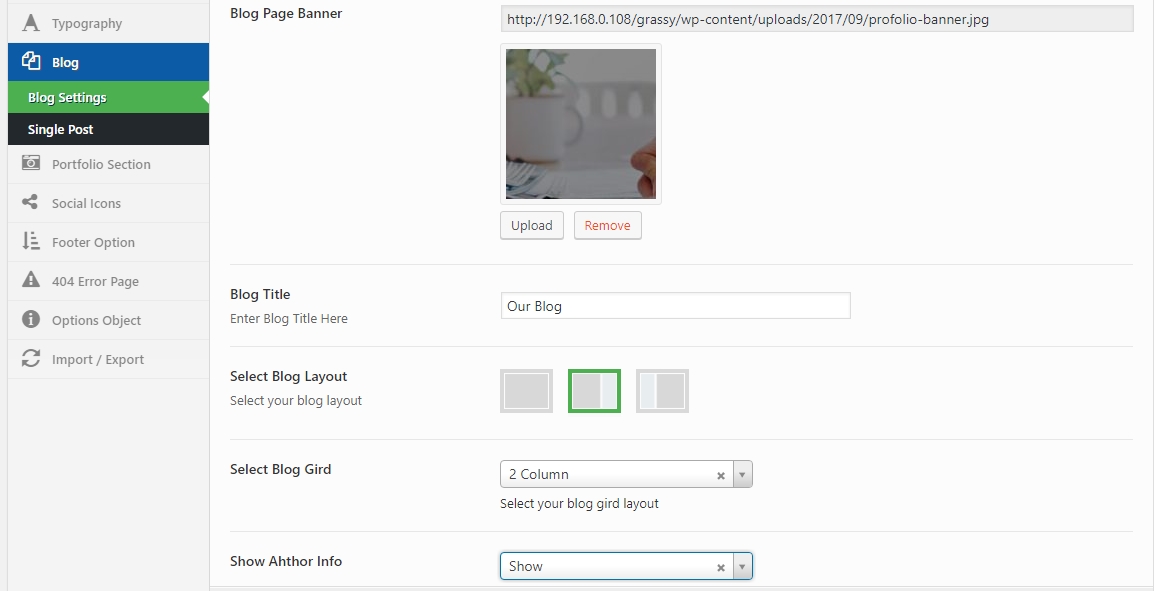 Typography
Blog
Blog Settings
Single Post
Portfolio Section
Social Icons
Footer Option
404 Error Page
Options Object
Import / Export
Blog Page Banner
http://192.168.0.108/grassy/wp-content/uploads/2017/09/profolio-banner.jpg
Upload
Remove
Blog Title
Enter Blog Title Here
Our Blog
Select Blog Layout
Select your blog layout
Select Blog Gird
2 Column
Select your blog gird layout
Show Ahthor Info
Show